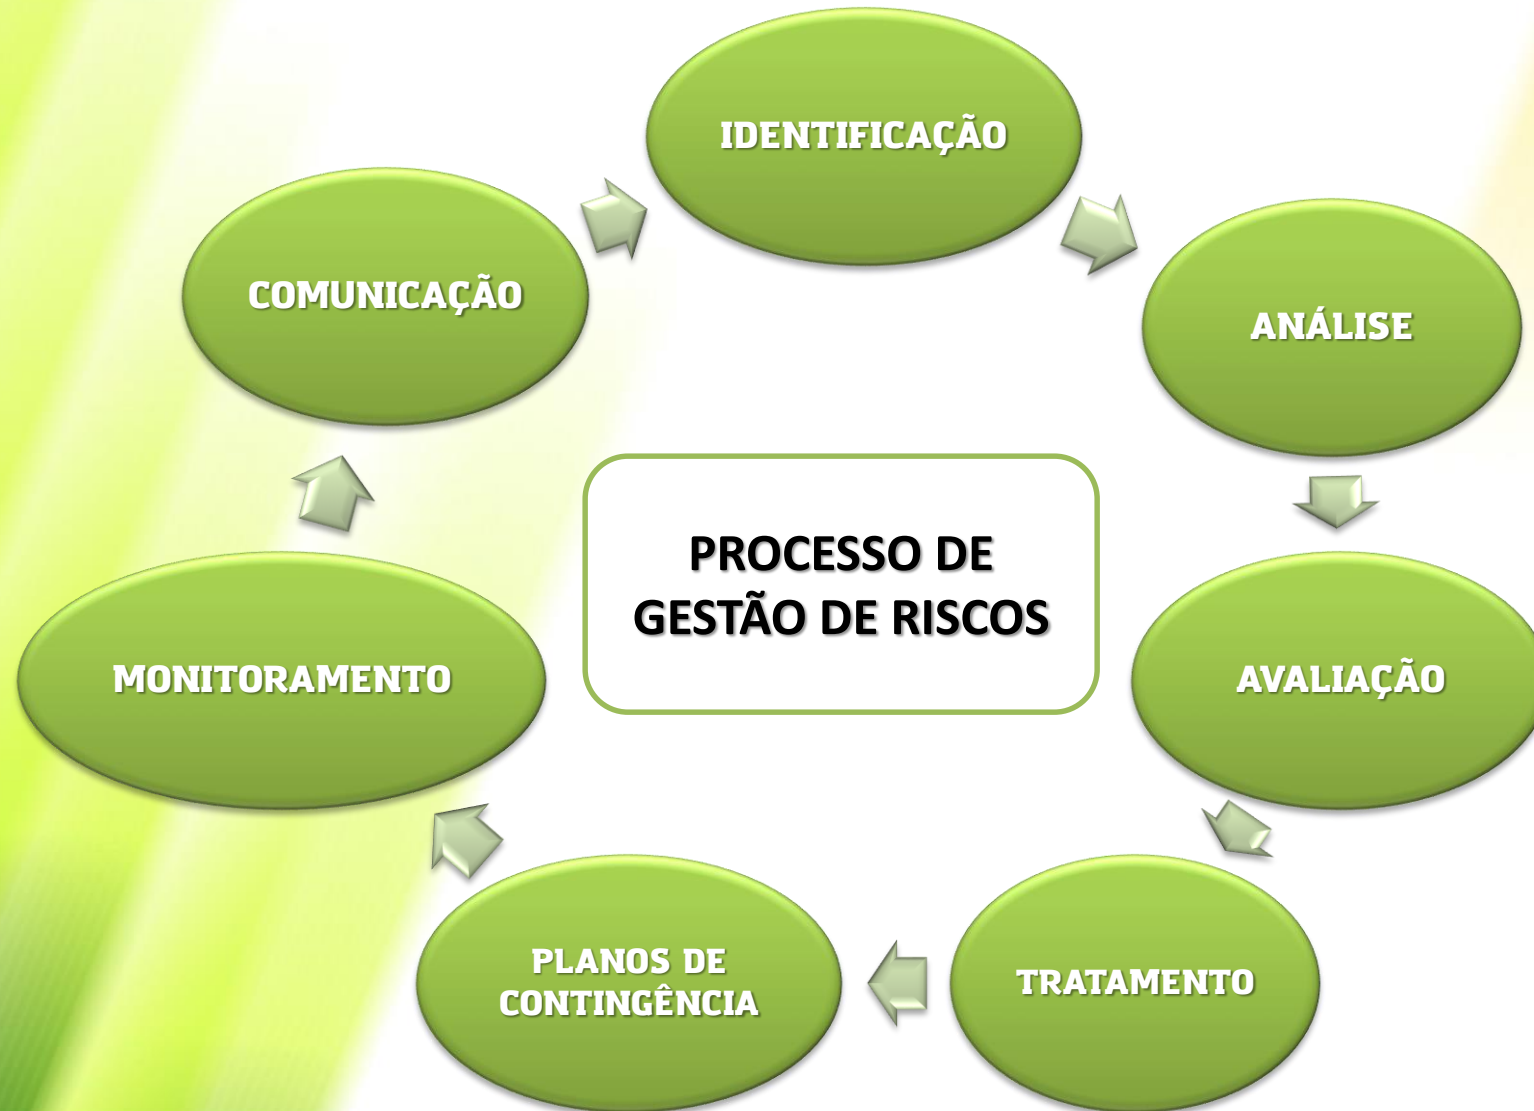 IDENTIFICAÇÃO
ANÁLISE
AVALIAÇÃO
TRATAMENTO
PLANOS DE
CONTINGÊNCIA
MONITORAMENTO
COMUNICAÇÃO
PROCESSO DE
GESTÃO DE RISCOS